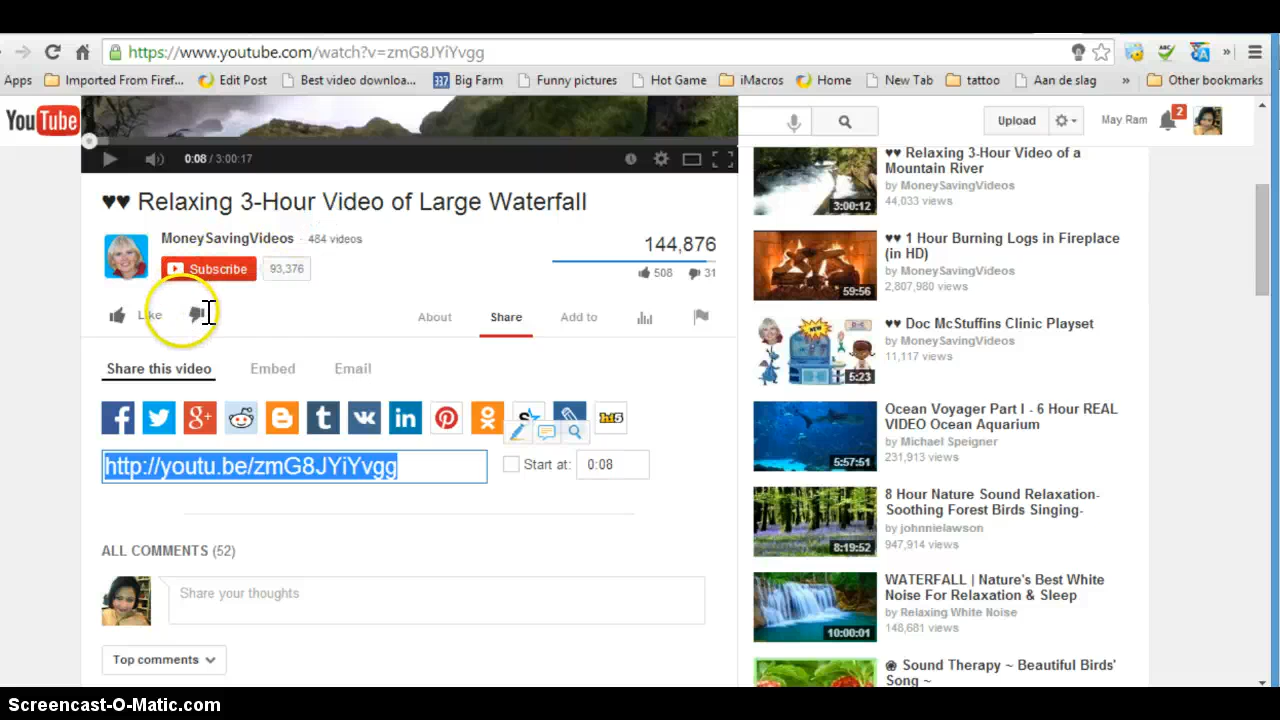 https://www.youtube.com/watch?v=zmG8JYiYvgg
Apps Imported From Firef... Edit Post Best video downloa... 337 Big Farm Funny pictures Hot Game iMacros Home New Tab tattoo Aan de slag » Other bookmarks
YouTube
Upload
May Ram
2
0:08 / 3:00:17
♥♥ Relaxing 3-Hour Video of Large Waterfall
MoneySavingVideos · 484 videos
Subscribe 93,376
144,876
508 31
Like
About Share Add to
Share this video Embed Email
hi5
http://youtu.be/zmG8JYiYvgg
Start at: 0:08
ALL COMMENTS (52)
Share your thoughts
Top comments
♥♥ Relaxing 3-Hour Video of a
Mountain River
by MoneySavingVideos
44,033 views
3:00:12
♥♥ 1 Hour Burning Logs in Fireplace
(in HD)
by MoneySavingVideos
2,807,980 views
59:56
♥♥ Doc McStuffins Clinic Playset
by MoneySavingVideos
11,117 views
NEW
5:23
Ocean Voyager Part I - 6 Hour REAL
VIDEO Ocean Aquarium
by Michael Speigner
231,913 views
5:57:51
8 Hour Nature Sound Relaxation-
Soothing Forest Birds Singing-
by johnnielawson
947,914 views
8:19:52
WATERFALL | Nature's Best White
Noise For Relaxation & Sleep
by Relaxing White Noise
148,681 views
10:00:01
❀ Sound Therapy ~ Beautiful Birds'
Song ~
Screencast-O-Matic.com